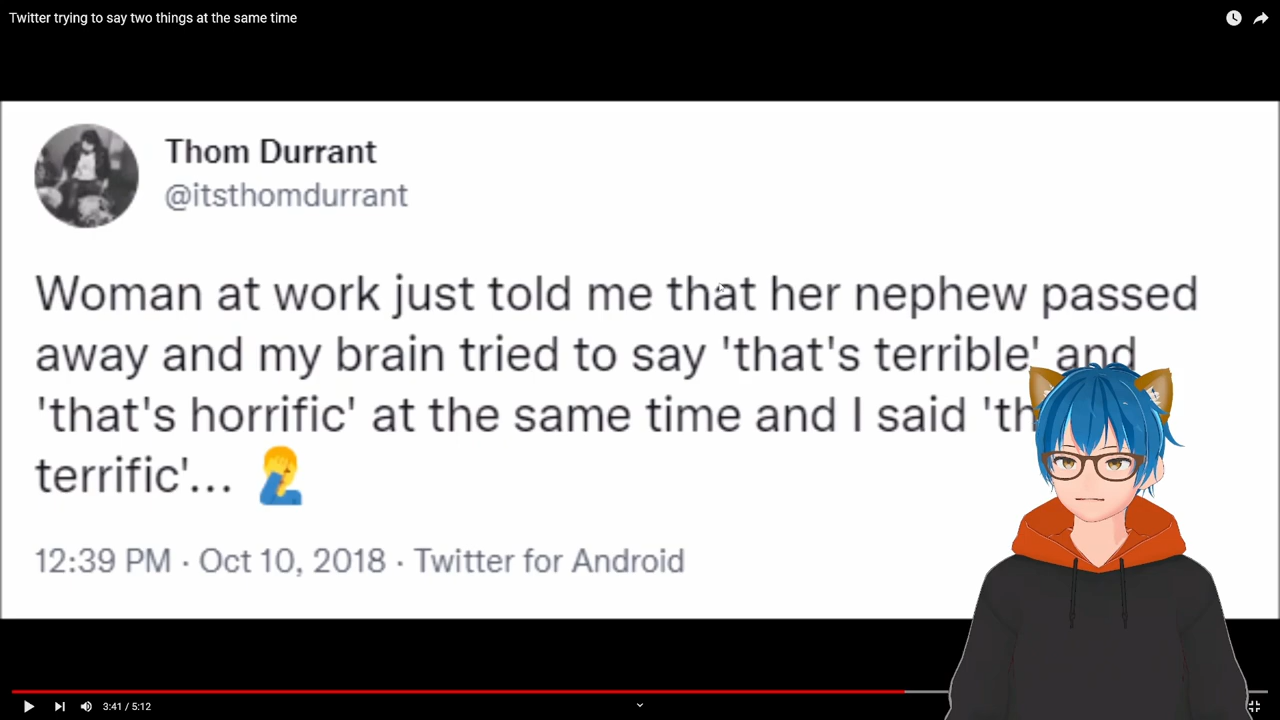 Twitter trying to say two things at the same time
Thom Durrant
@itsthomdurrant
Woman at work just told me that her nephew passed
away and my brain tried to say 'that's terrible' and
'that's horrific' at the same time and I said 'th
terrific'... 🤦‍♂️
12:39 PM · Oct 10, 2018 · Twitter for Android
3:41 / 5:12